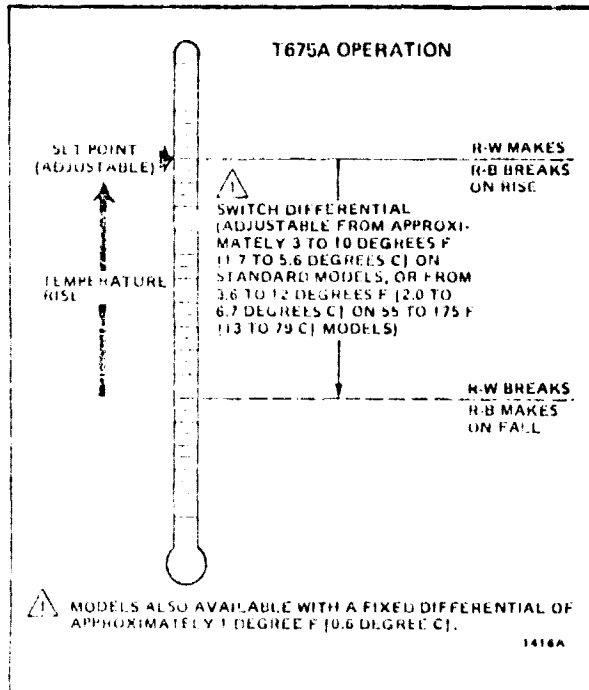 T675A OPERATION
SET POINT
(ADJUSTABLE)
R-W MAKES
R-B BREAKS
ON RISE
1
SWITCH DIFFERENTIAL
(ADJUSTABLE FROM APPROXI-
MATELY 3 TO 10 DEGREES F
[1.7 TO 5.6 DEGREES C] ON
STANDARD MODELS, OR FROM
3.6 TO 12 DEGREES F [2.0 TO
6.7 DEGREES C] ON 55 TO 175 F
[13 TO 79 C] MODELS)
TEMPERATURE
RISE
R-W BREAKS
R-B MAKES
ON FALL
1 MODELS ALSO AVAILABLE WITH A FIXED DIFFERENTIAL OF
APPROXIMATELY 1 DEGREE F [0.6 DEGREE C].
1416A